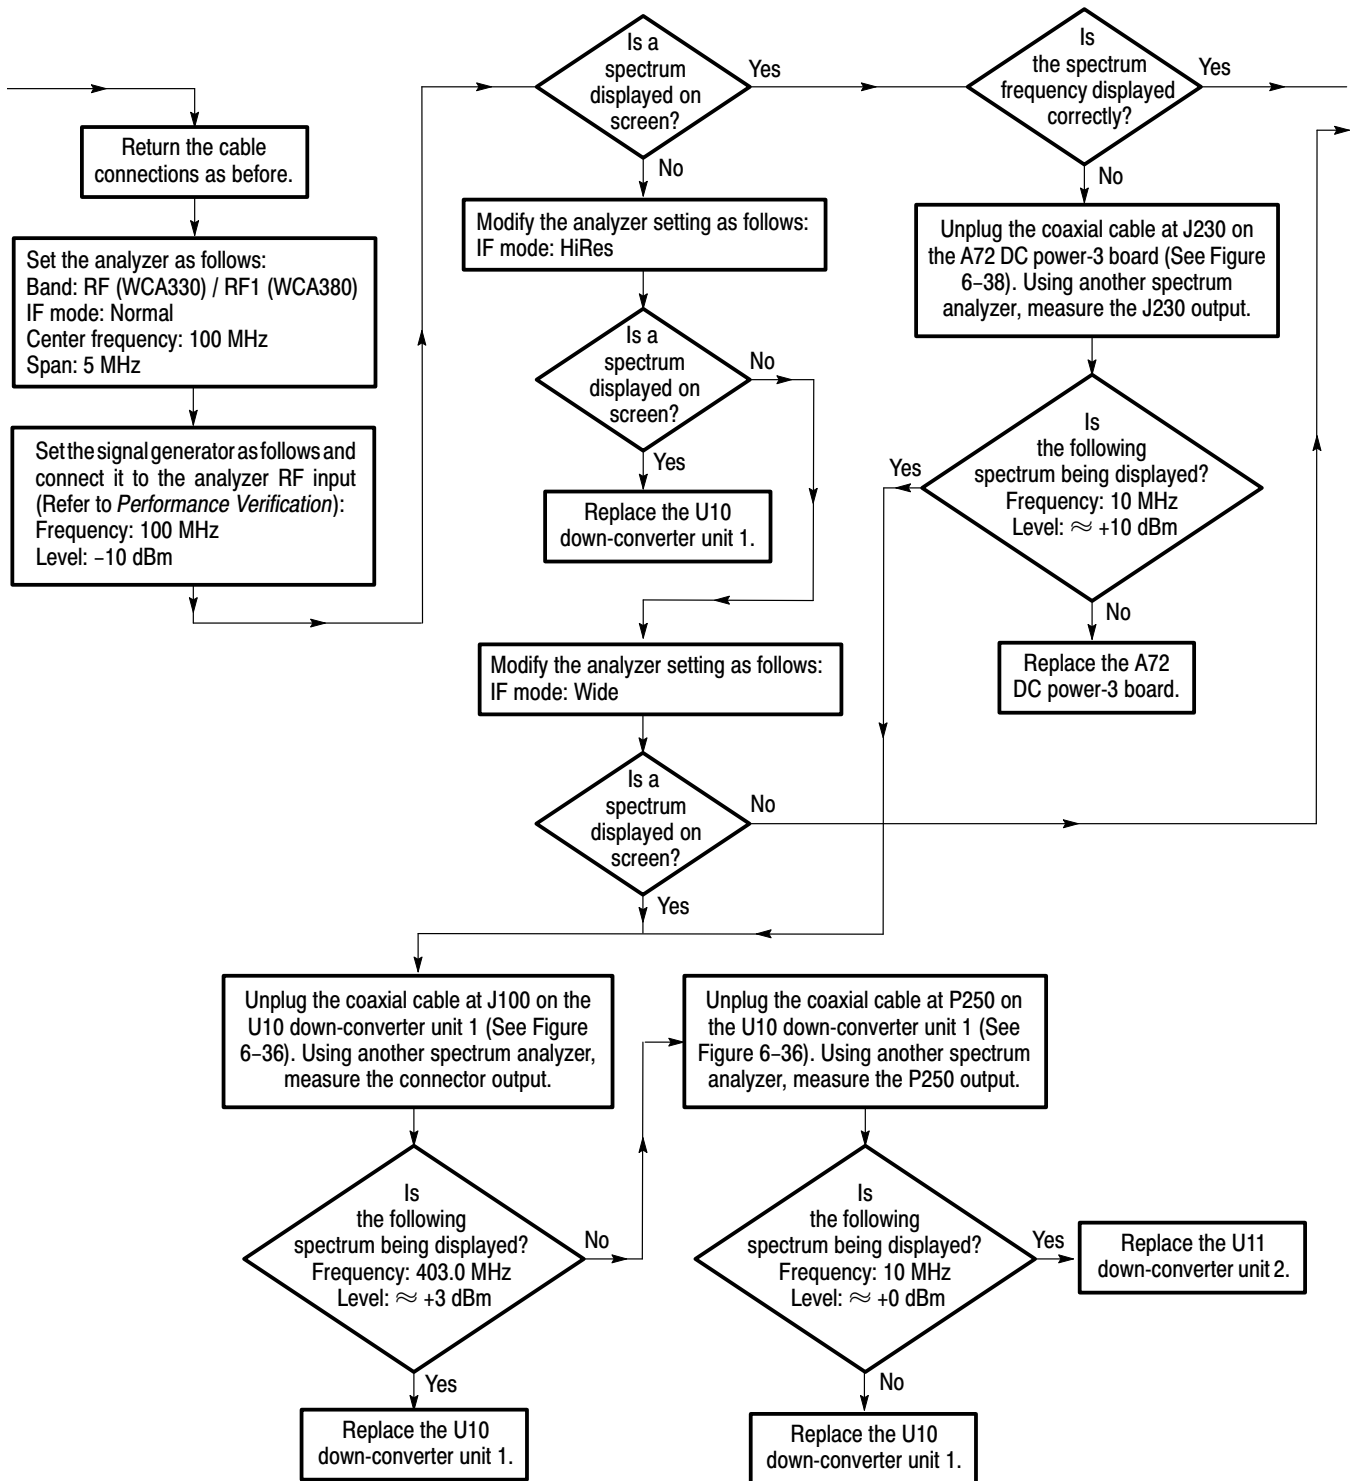 Return the cable
connections as before.
Set the analyzer as follows:
Band: RF (WCA330) / RF1 (WCA380)
IF mode: Normal
Center frequency: 100 MHz
Span: 5 MHz
Set the signal generator as follows and
connect it to the analyzer RF input
(Refer to Performance Verification):
Frequency: 100 MHz
Level: –10 dBm
Is a
spectrum
displayed on
screen?
Yes
No
Is
the spectrum
frequency displayed
correctly?
Yes
No
Modify the analyzer setting as follows:
IF mode: HiRes
Is a
spectrum
displayed on
screen?
No
Yes
Replace the U10
down-converter unit 1.
Unplug the coaxial cable at J230 on
the A72 DC power-3 board (See Figure
6–38). Using another spectrum
analyzer, measure the J230 output.
Is
the following
spectrum being displayed?
Frequency: 10 MHz
Level: ≈ +10 dBm
Yes
No
Replace the A72
DC power-3 board.
Modify the analyzer setting as follows:
IF mode: Wide
Is a
spectrum
displayed on
screen?
No
Yes
Unplug the coaxial cable at J100 on the
U10 down-converter unit 1 (See Figure
6–36). Using another spectrum analyzer,
measure the connector output.
Is
the following
spectrum being displayed?
Frequency: 403.0 MHz
Level: ≈ +3 dBm
No
Yes
Replace the U10
down-converter unit 1.
Unplug the coaxial cable at P250 on
the U10 down-converter unit 1 (See
Figure 6–36). Using another spectrum
analyzer, measure the P250 output.
Is
the following
spectrum being displayed?
Frequency: 10 MHz
Level: ≈ +0 dBm
Yes
No
Replace the U11
down-converter unit 2.
Replace the U10
down-converter unit 1.